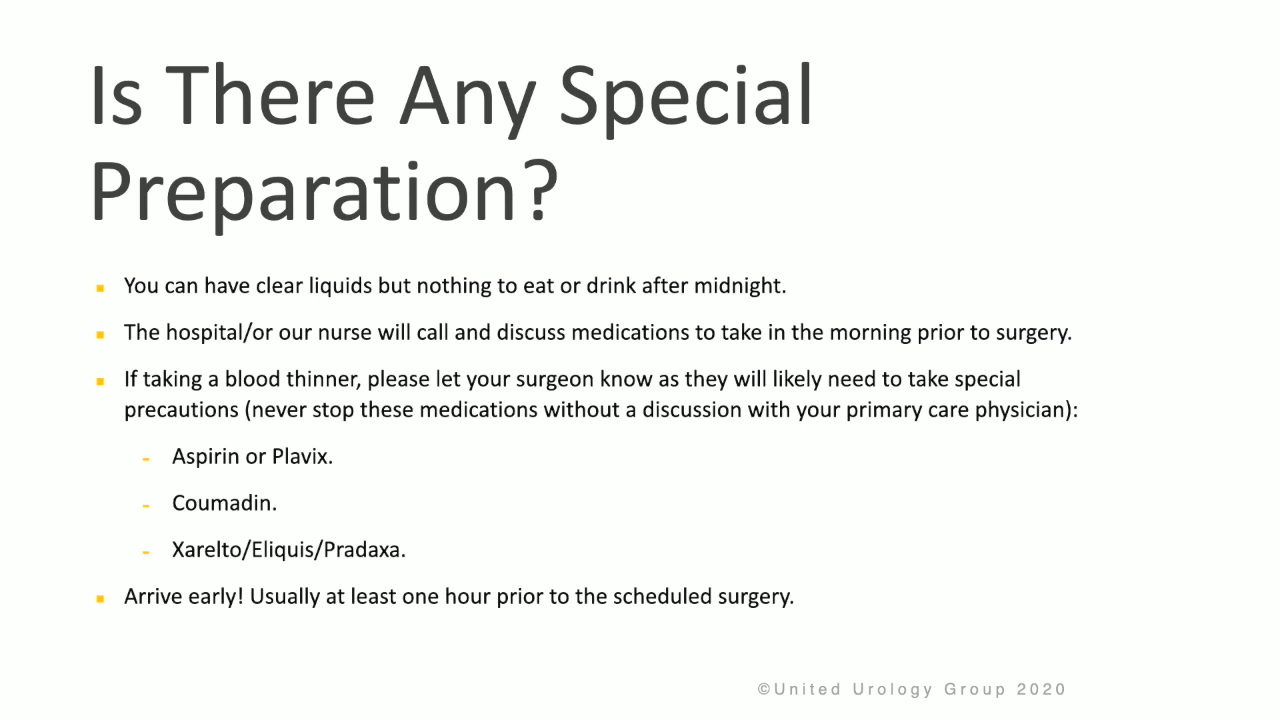 Is There Any Special
Preparation?
▪ You can have clear liquids but nothing to eat or drink after midnight.
▪ The hospital/or our nurse will call and discuss medications to take in the morning prior to surgery.
▪ If taking a blood thinner, please let your surgeon know as they will likely need to take special
precautions (never stop these medications without a discussion with your primary care physician):
- Aspirin or Plavix.
- Coumadin.
- Xarelto/Eliquis/Pradaxa.
▪ Arrive early! Usually at least one hour prior to the scheduled surgery.
©United Urology Group 2020